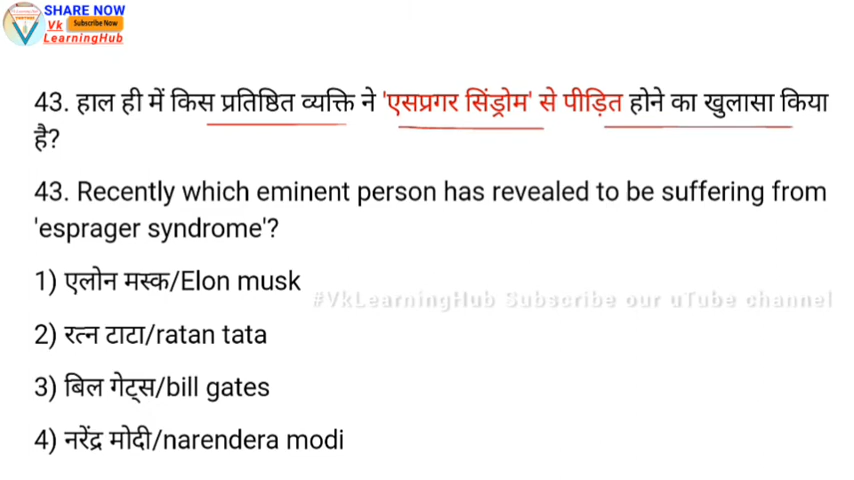 SHARE NOW
Vk Subscribe Now
LearningHub
43. हाल ही में किस प्रतिष्ठित व्यक्ति ने 'एसप्रगर सिंड्रोम' से पीड़ित होने का खुलासा किया
है?
43. Recently which eminent person has revealed to be suffering from
'esprager syndrome'?
1) एलोन मस्क/Elon musk
#VkLearningHub Subscribe our uTube channel
2) रत्न टाटा/ratan tata
3) बिल गेट्स/bill gates
4) नरेंद्र मोदी/narendera modi